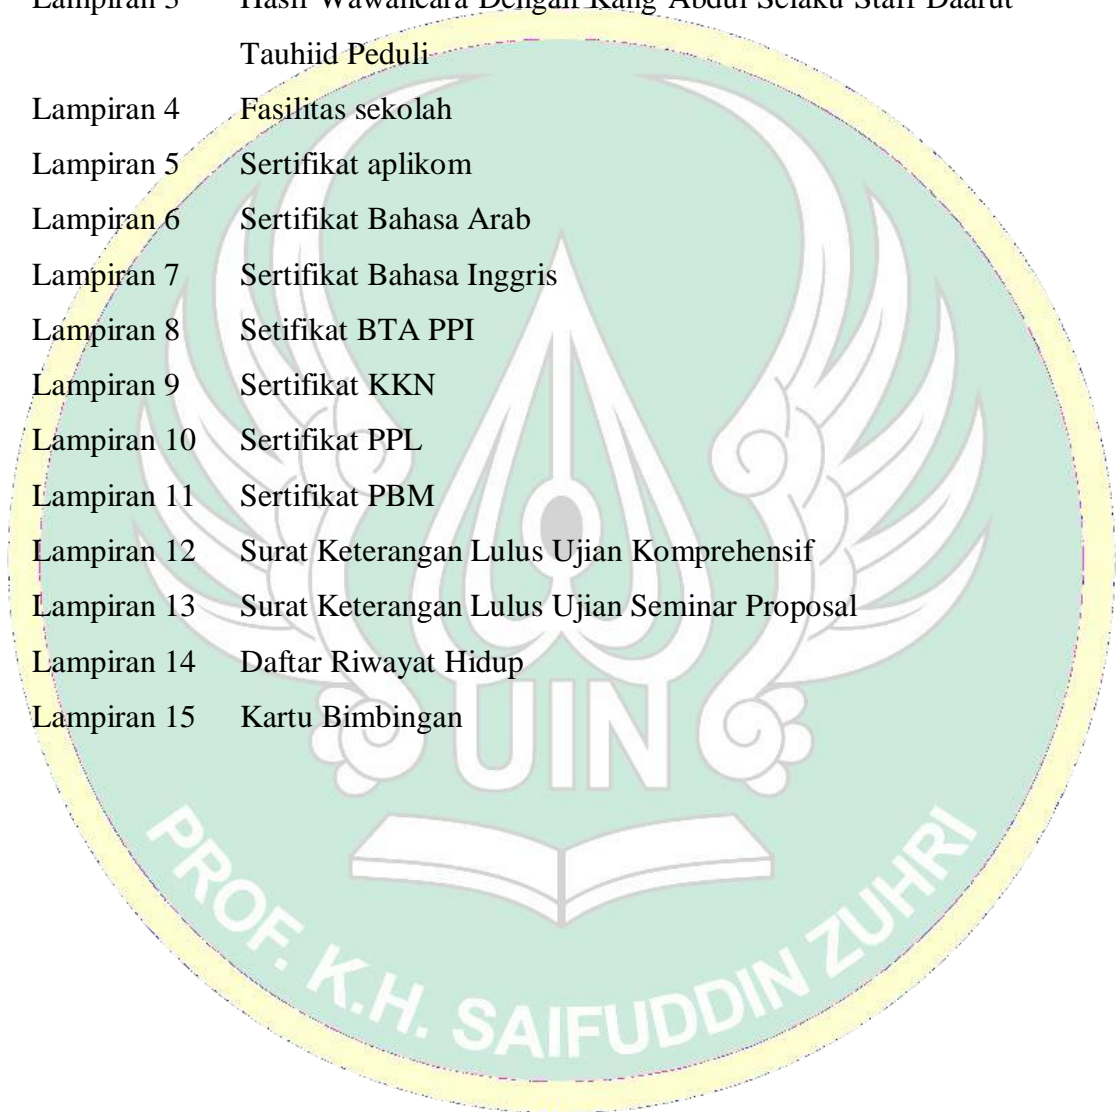 Lampiran 3 Hasil Wawancara Dengan Kang Abdul Selaku Staff Daarut
Tauhiid Peduli
Lampiran 4 Fasilitas sekolah
Lampiran 5 Sertifikat aplikom
Lampiran 6 Sertifikat Bahasa Arab
Lampiran 7 Sertifikat Bahasa Inggris
Lampiran 8 Setifikat BTA PPI
Lampiran 9 Sertifikat KKN
Lampiran 10 Sertifikat PPL
Lampiran 11 Sertifikat PBM
Lampiran 12 Surat Keterangan Lulus Ujian Komprehensif
Lampiran 13 Surat Keterangan Lulus Ujian Seminar Proposal
Lampiran 14 Daftar Riwayat Hidup
Lampiran 15 Kartu Bimbingan
UIN
PROF. K.H. SAIFUDDIN ZUHRI